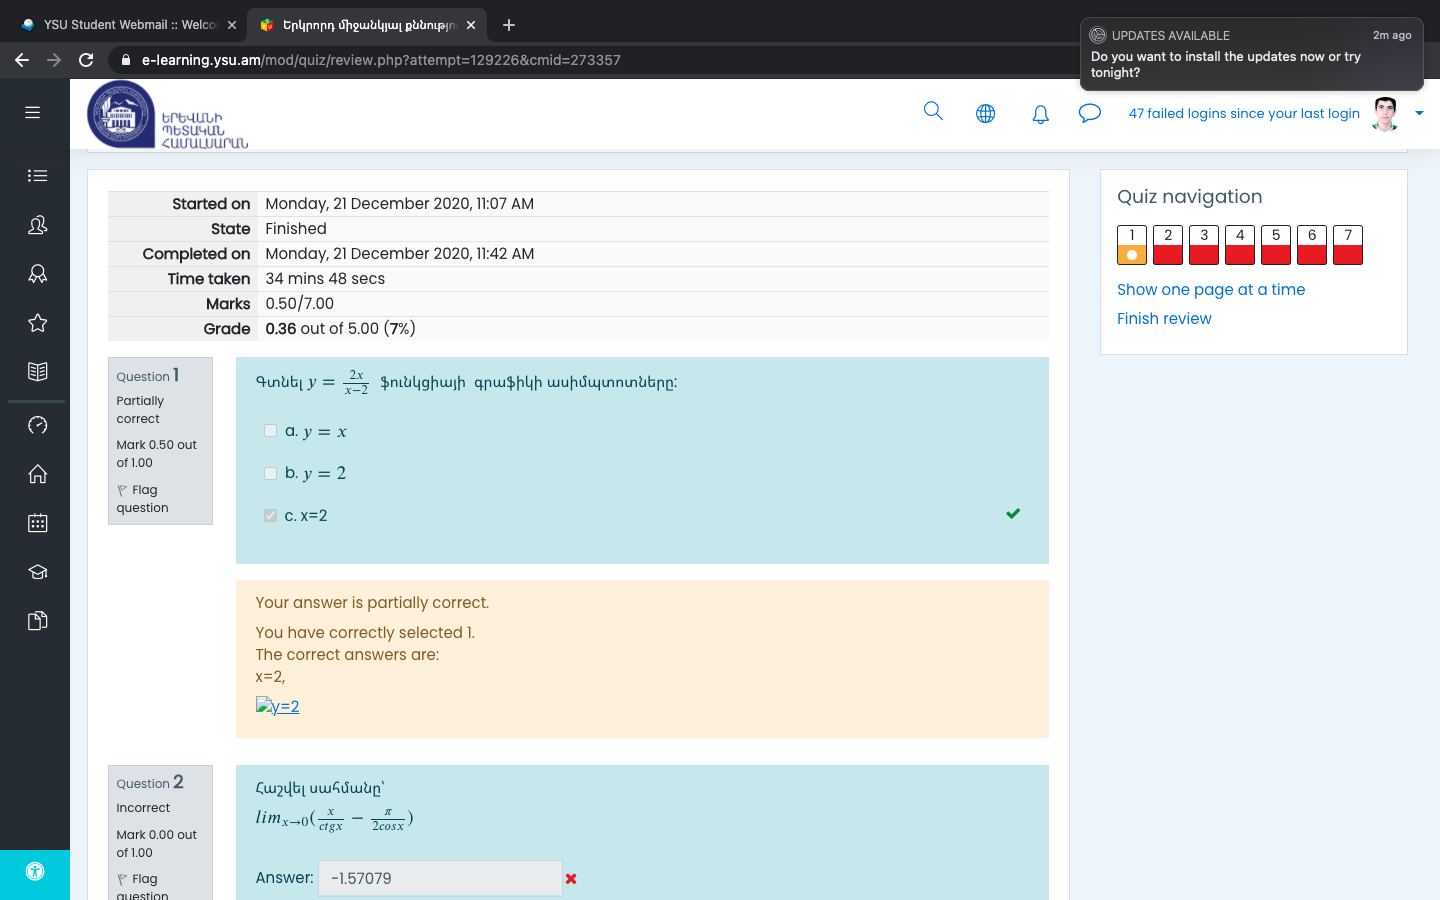 YSU Student Webmail :: Welco
Երկրորդ միջանկյալ քննությո
e-learning.ysu.am/mod/quiz/review.php?attempt=129226&cmid=273357
UPDATES AVAILABLE
2m ago
Do you want to install the updates now or try tonight?
ԵՐԵՎԱՆԻ
ՊԵՏԱԿԱՆ
ՀԱՄԱԼՍԱՐԱՆ
47 failed logins since your last login
Started on Monday, 21 December 2020, 11:07 AM
State Finished
Completed on Monday, 21 December 2020, 11:42 AM
Time taken 34 mins 48 secs
Marks 0.50/7.00
Grade 0.36 out of 5.00 (7%)
Quiz navigation
1 2 3 4 5 6 7
Show one page at a time
Finish review
Question 1
Partially
correct
Mark 0.50 out
of 1.00
Flag
question
Գտնել y = 2x/x−2 ֆունկցիայի գրաֆիկի ասիմպտոտները:
a. y = x
b. y = 2
c. x=2
Your answer is partially correct.
You have correctly selected 1.
The correct answers are:
x=2,
y=2
Question 2
Incorrect
Mark 0.00 out
of 1.00
Flag
question
Հաշվել սահմանը՝
lim x→0 (x/ctgx − π/2cosx)
Answer: -1.57079